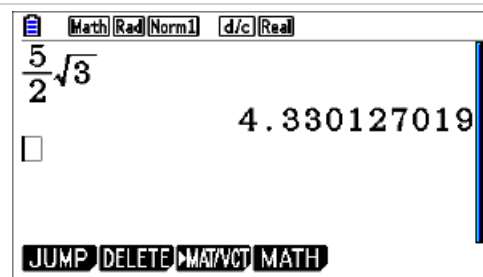 Math Rad Norm1 d/c Real
5/2√3
4.330127019
JUMP DELETE ▶MAT/VCT MATH